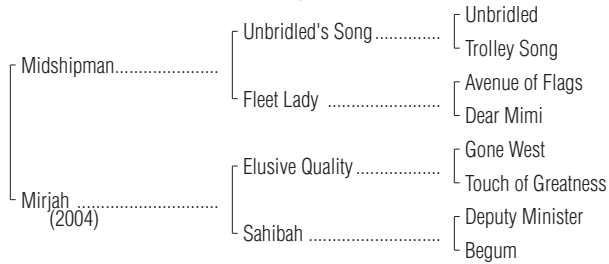 Unbridled
Unbridled's Song..............
Trolley Song
Midshipman......................
Avenue of Flags
Fleet Lady ........................
Dear Mimi
Gone West
Elusive Quality ..................
Touch of Greatness
Mirjah ..............................
(2004)
Deputy Minister
Sahibah ............................
Begum